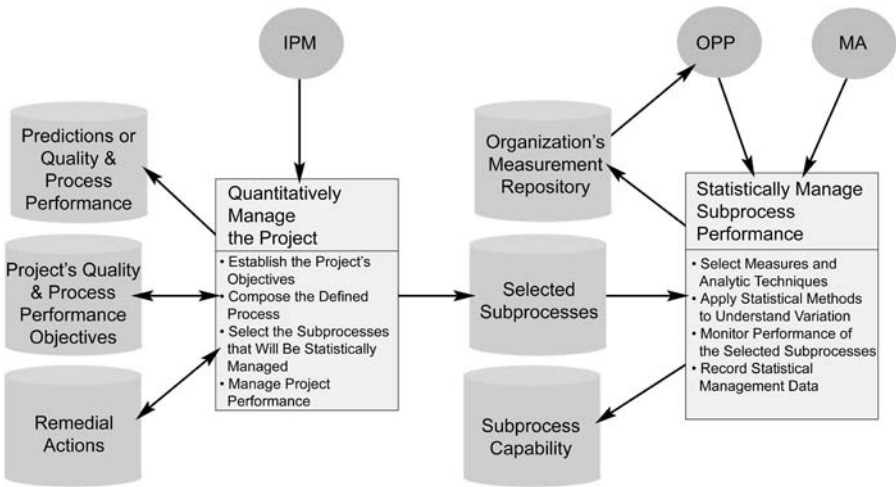 IPM
OPP
MA
Predictions or
Quality &
Process
Performance
Quantitatively
Manage
the Project
• Establish the Project's
Objectives
• Compose the Defined
Process
• Select the Subprocesses
that Will Be Statistically
Managed
• Manage Project
Performance
Project's Quality
& Process
Performance
Objectives
Remedial
Actions
Organization's
Measurement
Repository
Selected
Subprocesses
Subprocess
Capability
Statistically Manage
Subprocess
Performance
• Select Measures and
Analytic Techniques
• Apply Statistical Methods
to Understand Variation
• Monitor Performance of
the Selected Subprocesses
• Record Statistical
Management Data